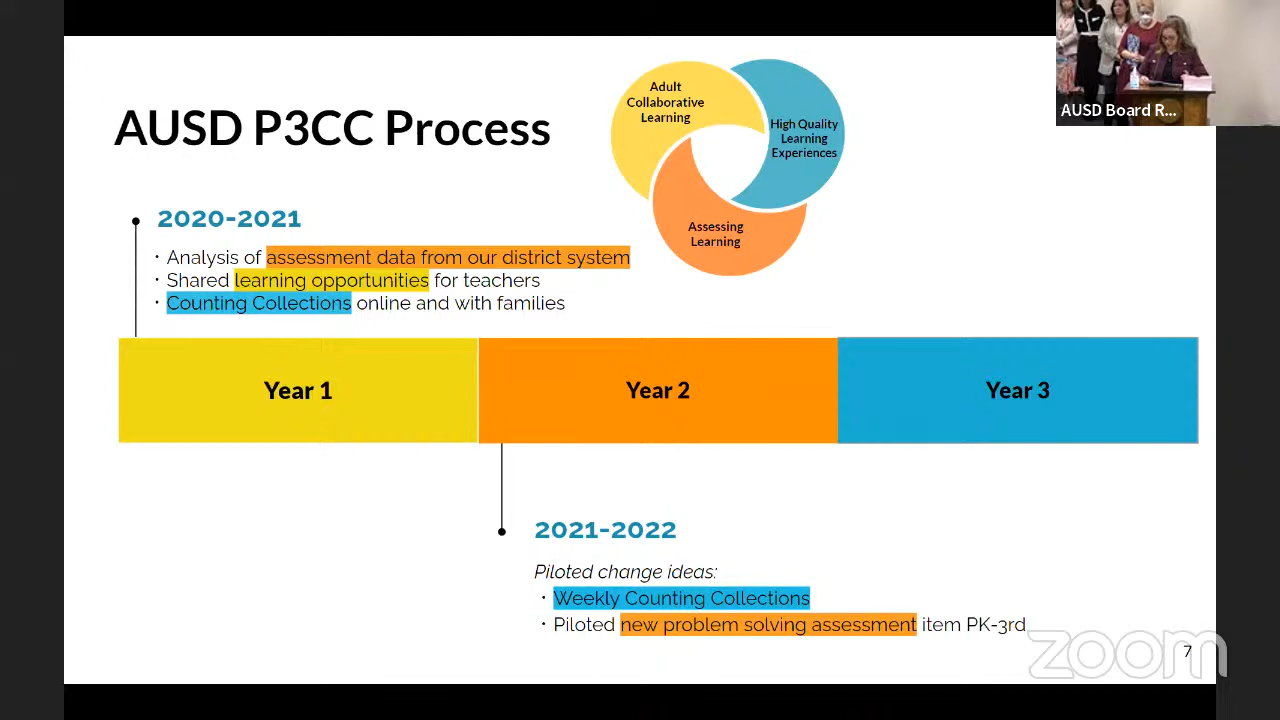 AUSD P3CC Process
Adult
Collaborative
Learning
High Quality
Learning
Experiences
Assessing
Learning
AUSD Board R...
2020-2021
· Analysis of assessment data from our district system
· Shared learning opportunities for teachers
· Counting Collections online and with families
Year 1
Year 2
Year 3
2021-2022
Piloted change ideas:
· Weekly Counting Collections
· Piloted new problem solving assessment item PK-3rd
7
zoom